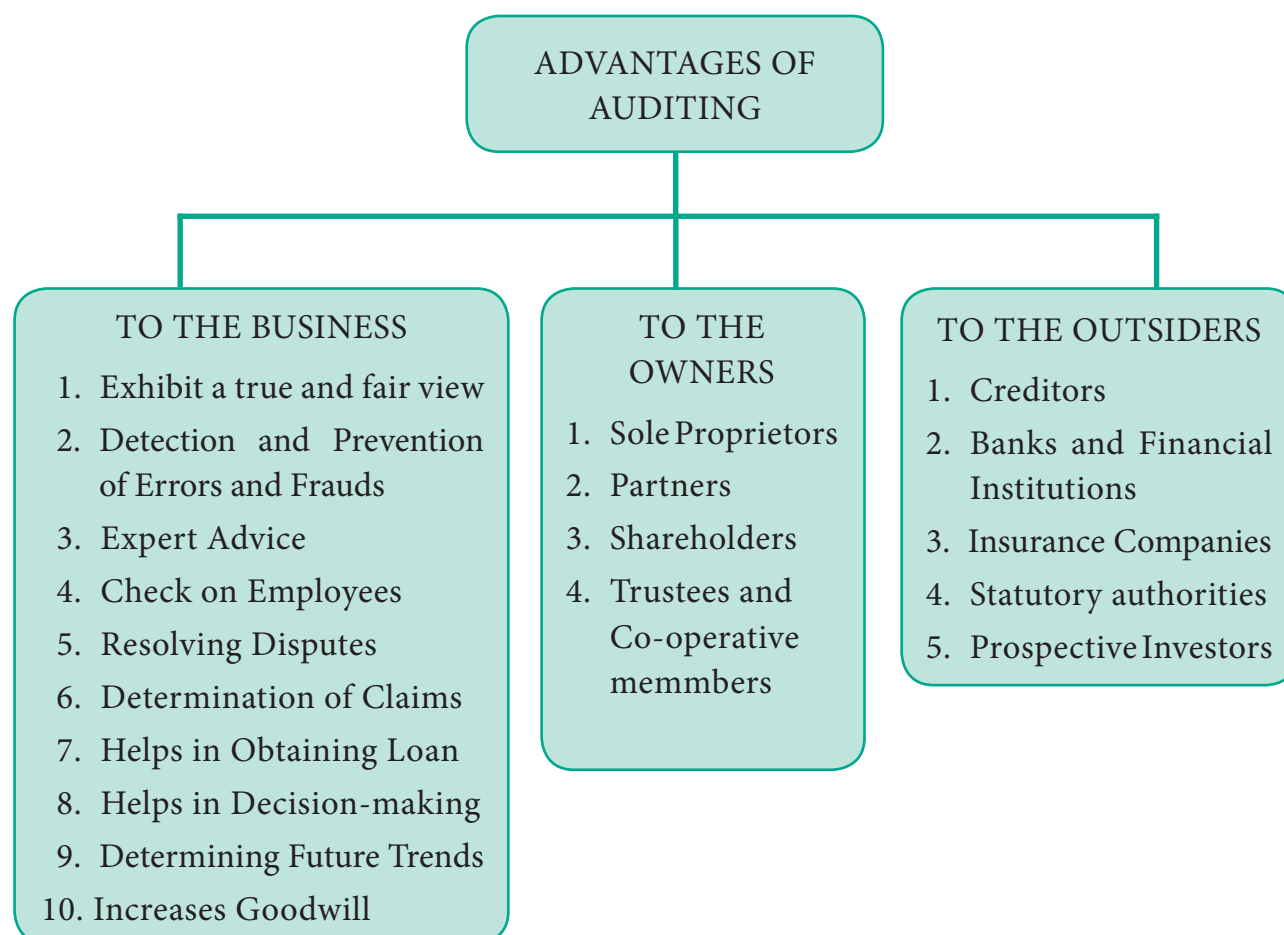 ADVANTAGES OF
AUDITING
TO THE BUSINESS
1. Exhibit a true and fair view
2. Detection and Prevention
of Errors and Frauds
3. Expert Advice
4. Check on Employees
5. Resolving Disputes
6. Determination of Claims
7. Helps in Obtaining Loan
8. Helps in Decision-making
9. Determining Future Trends
10. Increases Goodwill
TO THE
OWNERS
1. Sole Proprietors
2. Partners
3. Shareholders
4. Trustees and
Co-operative
memmbers
TO THE OUTSIDERS
1. Creditors
2. Banks and Financial
Institutions
3. Insurance Companies
4. Statutory authorities
5. Prospective Investors